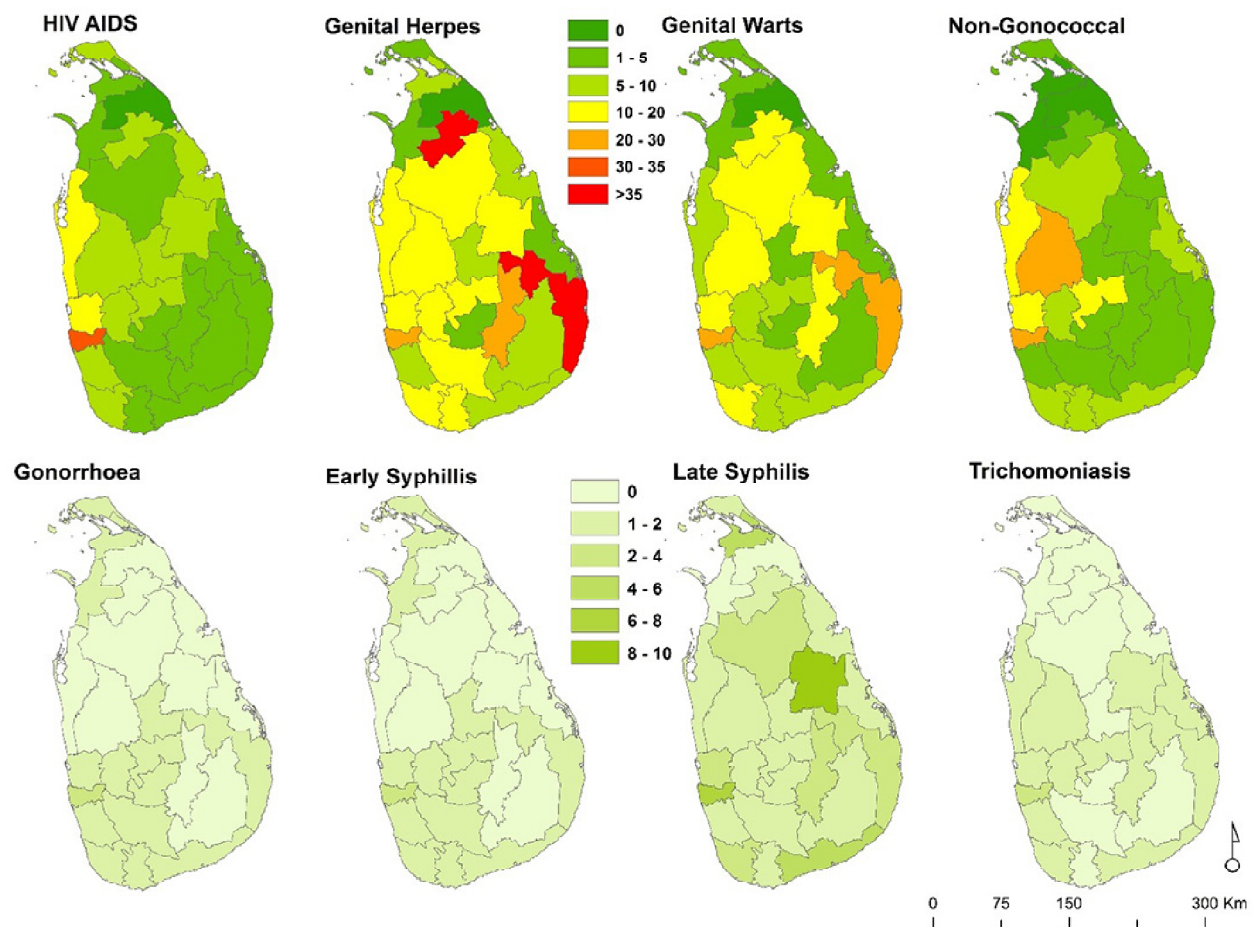 HIV AIDS
Genital Herpes
0
1 - 5
5 - 10
10 - 20
20 - 30
30 - 35
>35
Genital Warts
Non-Gonococcal
Gonorrhoea
Early Syphillis
0
1 - 2
2 - 4
4 - 6
6 - 8
8 - 10
Late Syphilis
Trichomoniasis
0 75 150 300 Km